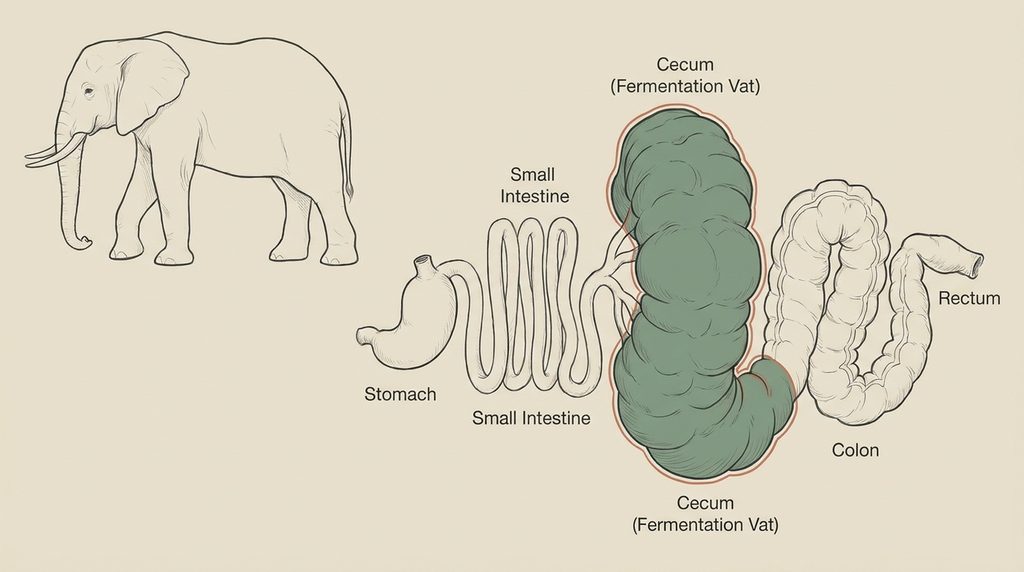 Cecum
(Fermentation Vat)
Small
Intestine
Stomach
Small Intestine
Rectum
Colon
Cecum
(Fermentation Vat)